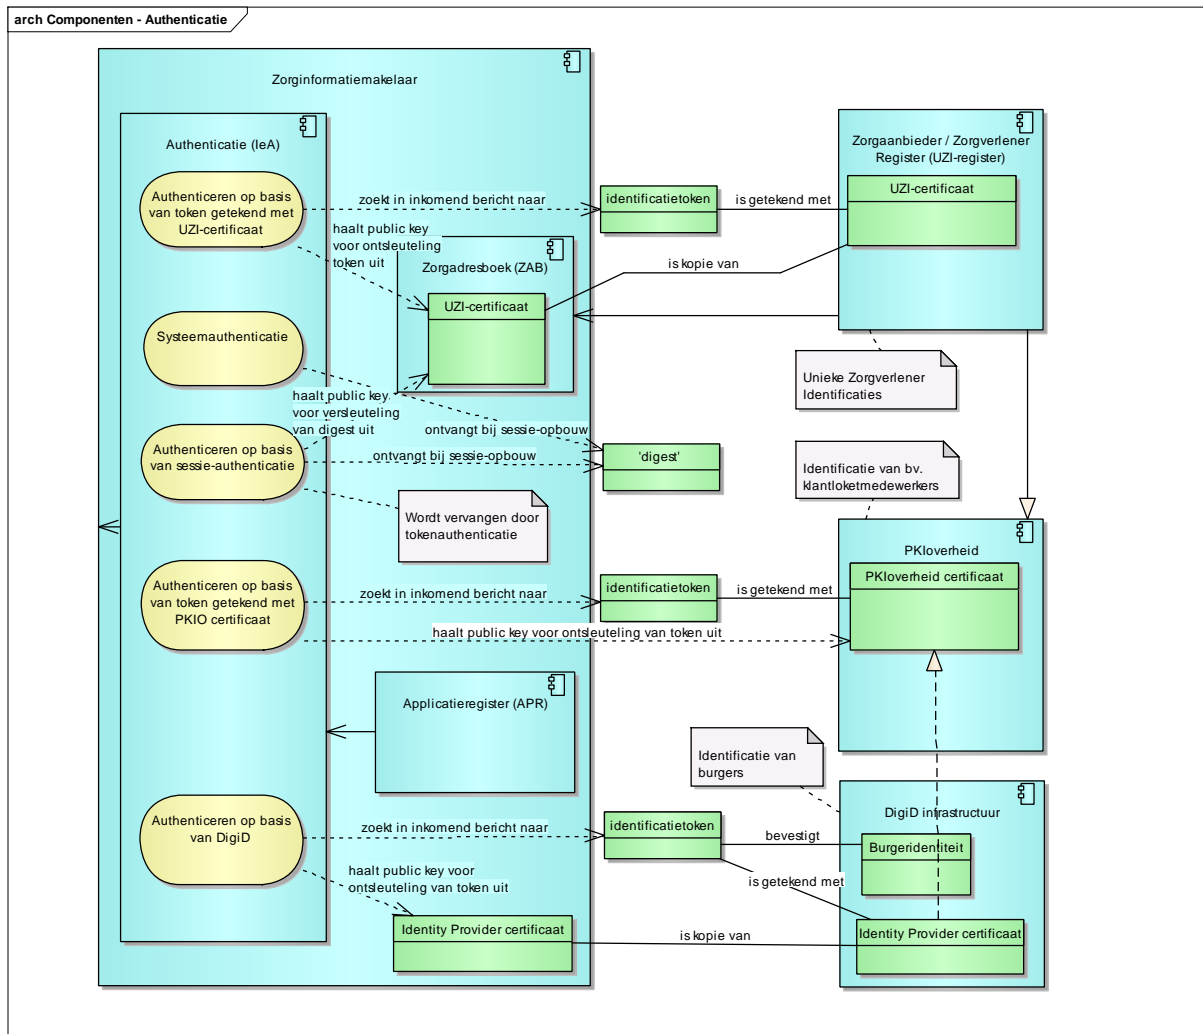 arch Componenten - Authenticatie
Zorginformatiemakelaar
Authenticatie (IeA)
Authenticeren op basis
van token getekend met
UZI-certificaat
zoekt in inkomend bericht naar
identificatietoken
is getekend met
Zorgaanbieder / Zorgverlener
Register (UZI-register)
UZI-certificaat
haalt public key
voor ontsleuteling
token uit
Zorgadresboek (ZAB)
UZI-certificaat
is kopie van
Systeemauthenticatie
Unieke Zorgverlener
Identificaties
haalt public key
voor versleuteling
van digest uit
ontvangt bij sessie-opbouw
Authenticeren op basis
van sessie-authenticatie
ontvangt bij sessie-opbouw
'digest'
Identificatie van bv.
klantloketmedewerkers
Wordt vervangen door
tokenauthenticatie
PKIoverheid
PKIoverheid certificaat
Authenticeren op basis
van token getekend met
PKIO certificaat
zoekt in inkomend bericht naar
identificatietoken
is getekend met
haalt public key voor ontsleuteling van token uit
Applicatieregister (APR)
Identificatie van
burgers
DigiD infrastructuur
Authenticeren op basis
van DigiD
zoekt in inkomend bericht naar
identificatietoken
bevestigt
Burgeridentiteit
is getekend met
haalt public key voor
ontsleuteling van token uit
Identity Provider certificaat
is kopie van
Identity Provider certificaat